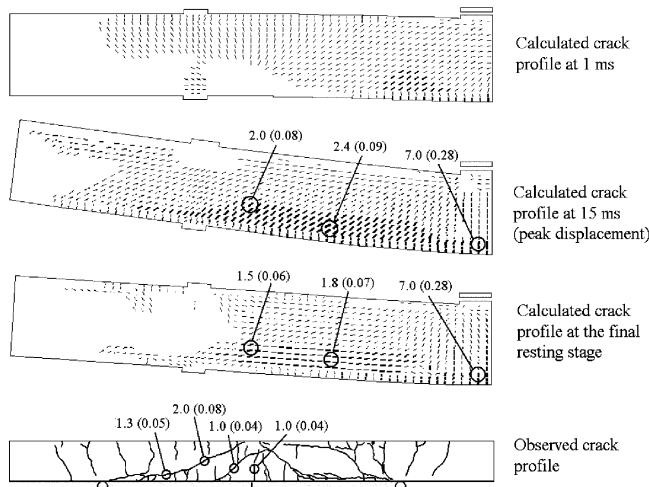 Calculated crack
profile at 1 ms
2.0 (0.08)
2.4 (0.09)
7.0 (0.28)
Calculated crack
profile at 15 ms
(peak displacement)
1.5 (0.06)
1.8 (0.07)
7.0 (0.28)
Calculated crack
profile at the final
resting stage
2.0 (0.08)
1.3 (0.05)
1.0 (0.04)
1.0 (0.04)
Observed crack
profile